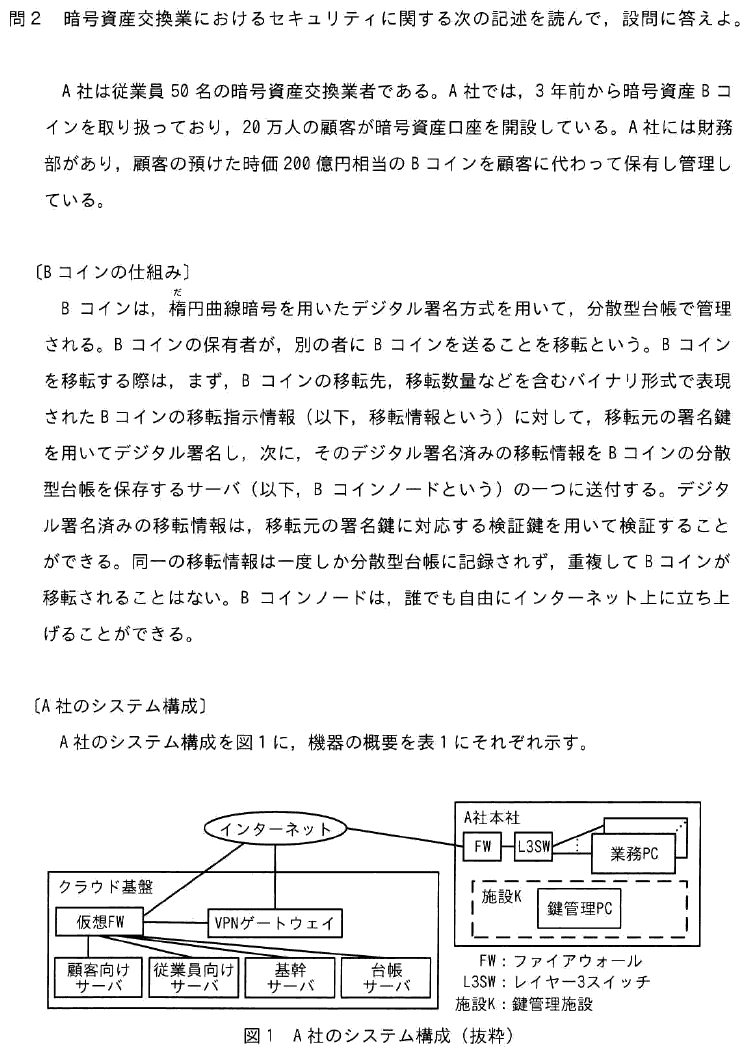 問2 暗号資産交換業におけるセキュリティに関する次の記述を読んで，設問に答えよ。
A社は従業員50名の暗号資産交換業者である。A社では，3年前から暗号資産Bコ
インを取り扱っており，20万人の顧客が暗号資産口座を開設している。A社には財務
部があり，顧客の預けた時価200億円相当のBコインを顧客に代わって保有し管理し
ている。
〔Bコインの仕組み〕
だ
Bコインは，楕円曲線暗号を用いたデジタル署名方式を用いて，分散型台帳で管理
される。Bコインの保有者が，別の者にBコインを送ることを移転という。Bコイン
を移転する際は，まず，Bコインの移転先，移転数量などを含むバイナリ形式で表現
されたBコインの移転指示情報（以下，移転情報という）に対して，移転元の署名鍵
を用いてデジタル署名し，次に，そのデジタル署名済みの移転情報をBコインの分散
型台帳を保存するサーバ（以下，Bコインノードという）の一つに送付する。デジタ
ル署名済みの移転情報は，移転元の署名鍵に対応する検証鍵を用いて検証すること
ができる。同一の移転情報は一度しか分散型台帳に記録されず，重複してBコインが
移転されることはない。Bコインノードは，誰でも自由にインターネット上に立ち上
げることができる。
〔A社のシステム構成〕
A社のシステム構成を図1に，機器の概要を表1にそれぞれ示す。
インターネット
A社本社
FW
L3SW
業務PC
施設K
鍵管理PC
クラウド基盤
仮想FW
VPNゲートウェイ
顧客向け
サーバ
従業員向け
サーバ
基幹
サーバ
台帳
サーバ
FW：ファイアウォール
L3SW：レイヤー3スイッチ
施設K：鍵管理施設
図1 A社のシステム構成（抜粋）